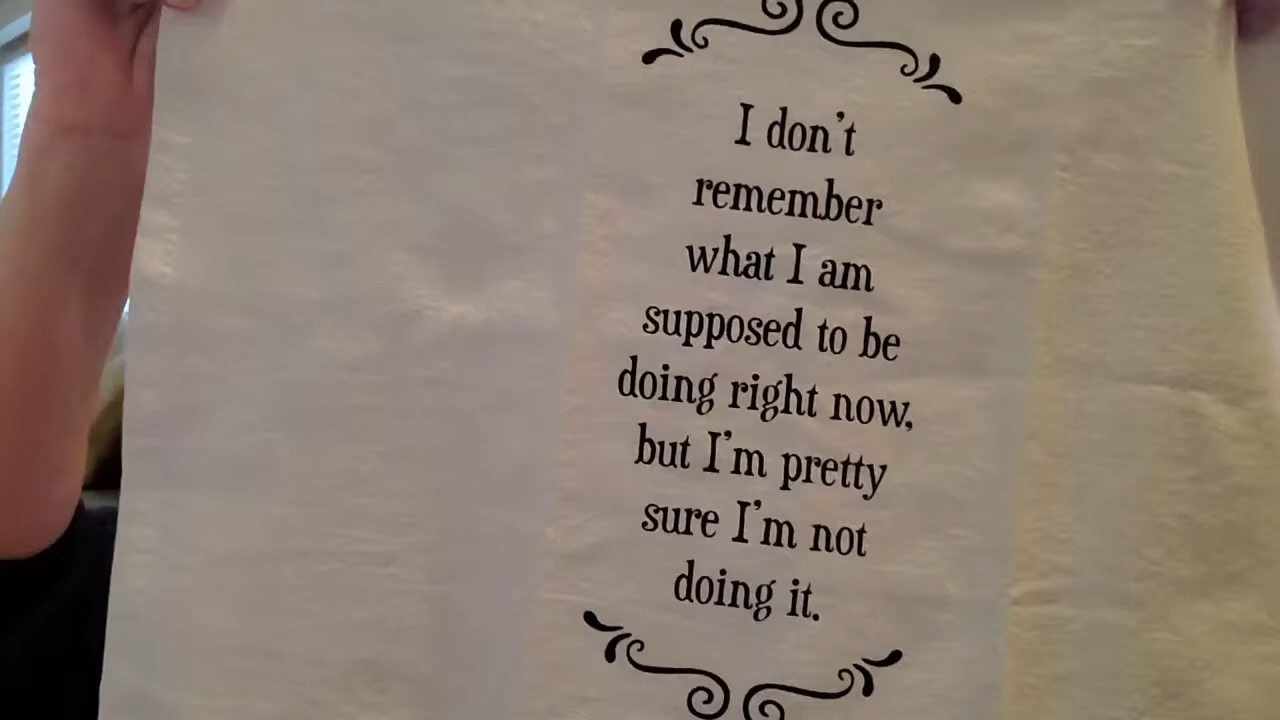 I don't
remember
what I am
supposed to be
doing right now,
but I'm pretty
sure I'm not
doing it.